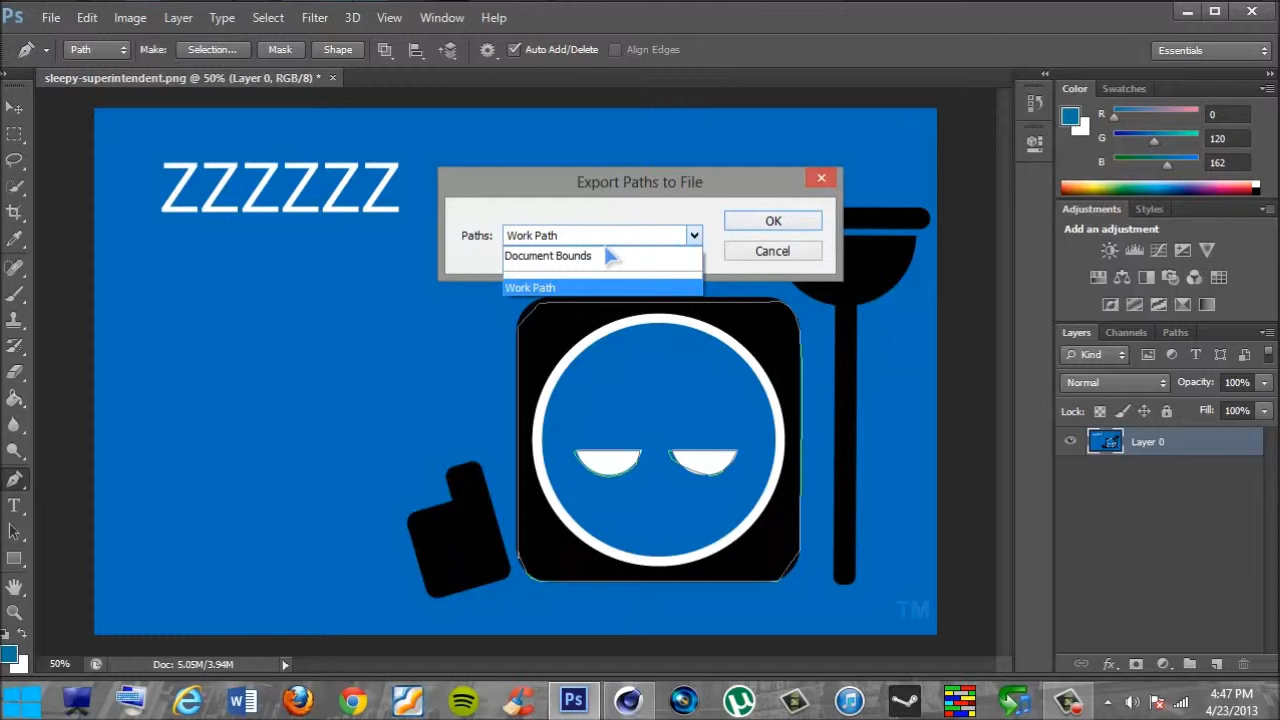 Ps File Edit Image Layer Type Select Filter 3D View Window Help
Path Make: Selection... Mask Shape Auto Add/Delete Align Edges Essentials
sleepy-superintendent.png @ 50% (Layer 0, RGB/8) *
Color Swatches
R 0
G 120
B 162
ZZZZZZ
Export Paths to File
Paths: Work Path
OK
Document Bounds
Cancel
Work Path
Adjustments Styles
Add an adjustment
Layers Channels Paths
Kind
Normal Opacity: 100%
Lock: Fill: 100%
Layer 0
TM
50% Doc: 5.05M/3.94M
Ps
4:47 PM
4/23/2013